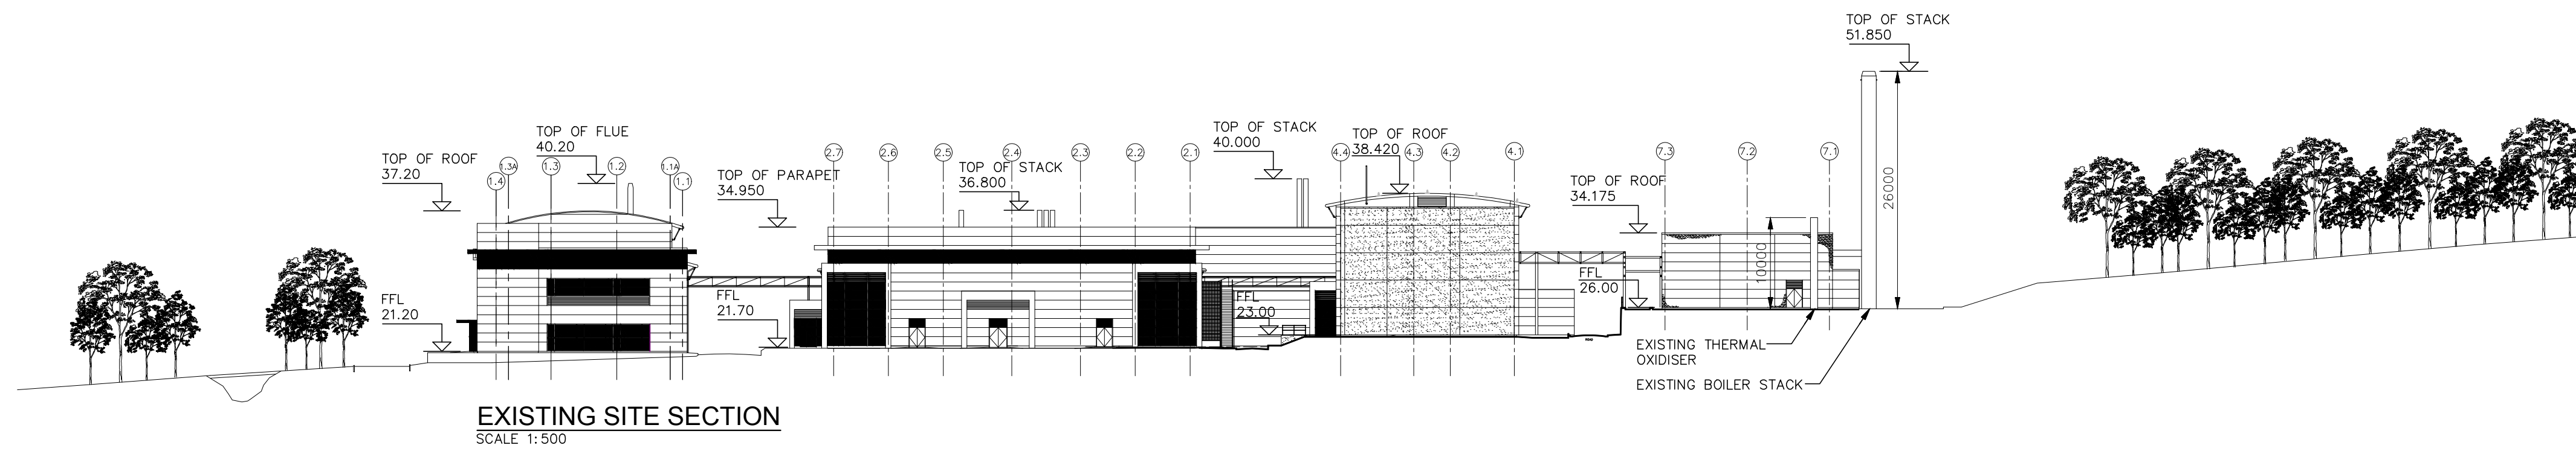 TOP OF STACK
51.850
TOP OF FLUE
40.20
TOP OF ROOF
37.20
1.4
1.3A
1.3
1.2
1.1A
1.1
TOP OF PARAPET
34.950
2.7
2.6
2.5
2.4
2.3
2.2
2.1
TOP OF STACK
36.800
TOP OF STACK
40.000
TOP OF ROOF
38.420
4.4
4.3
4.2
4.1
TOP OF ROOF
34.175
7.3
7.2
7.1
26000
10000
FFL
21.20
FFL
21.70
FFL
23.00
FFL
26.00
EXISTING THERMAL
OXIDISER
EXISTING BOILER STACK
EXISTING SITE SECTION
SCALE 1:500